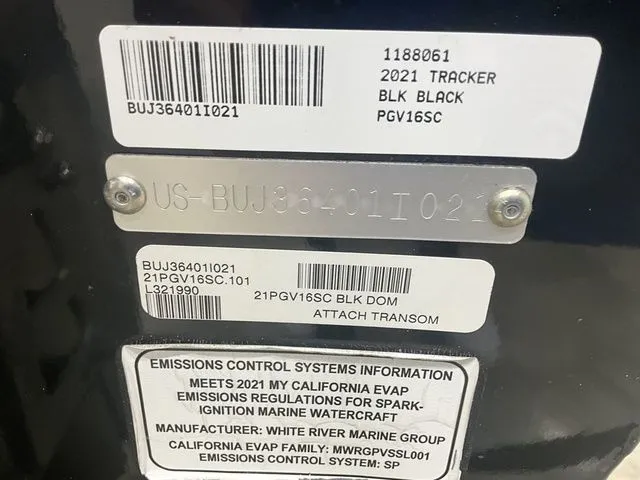 1188061
2021 TRACKER
BLK BLACK
PGV16SC
BUJ36401I021
US-BUJ36401I021
BUJ36401I021
21PGV16SC.101
L321990
21PGV16SC BLK DOM
ATTACH TRANSOM
EMISSIONS CONTROL SYSTEMS INFORMATION
MEETS 2021 MY CALIFORNIA EVAP
EMISSIONS REGULATIONS FOR SPARK-
IGNITION MARINE WATERCRAFT
MANUFACTURER: WHITE RIVER MARINE GROUP
CALIFORNIA EVAP FAMILY: MWRGPVSSL001
EMISSIONS CONTROL SYSTEM: SP